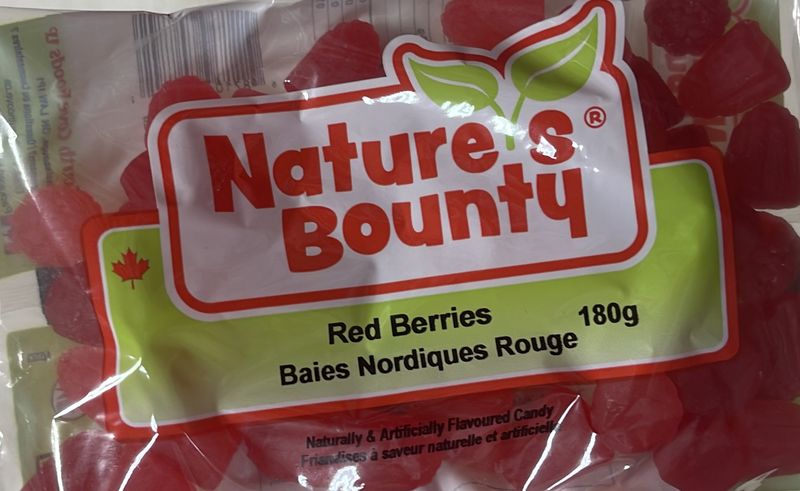 Nature's®
Bounty
Red Berries 180g
Baies Nordiques Rouge
Naturally & Artificially Flavoured Candy
Friandises à saveur naturelle et artificielle